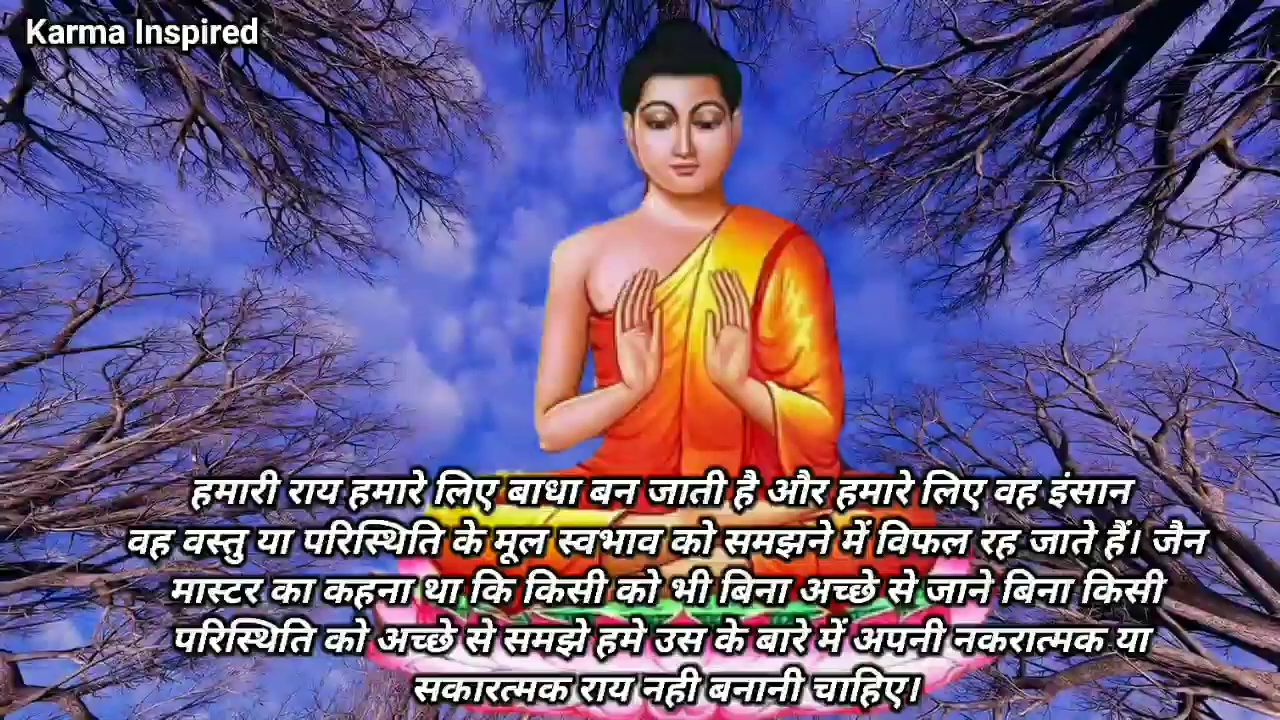 Karma Inspired
हमारी राय हमारे लिए बाधा बन जाती है और हमारे लिए वह इंसान
वह वस्तु या परिस्थिति के मूल स्वभाव को समझने में विफल रह जाते हैं। जैन
मास्टर का कहना था कि किसी को भी बिना अच्छे से जाने बिना किसी
परिस्थिति को अच्छे से समझे हमे उस के बारे में अपनी नकरात्मक या
सकारत्मक राय नही बनानी चाहिए।